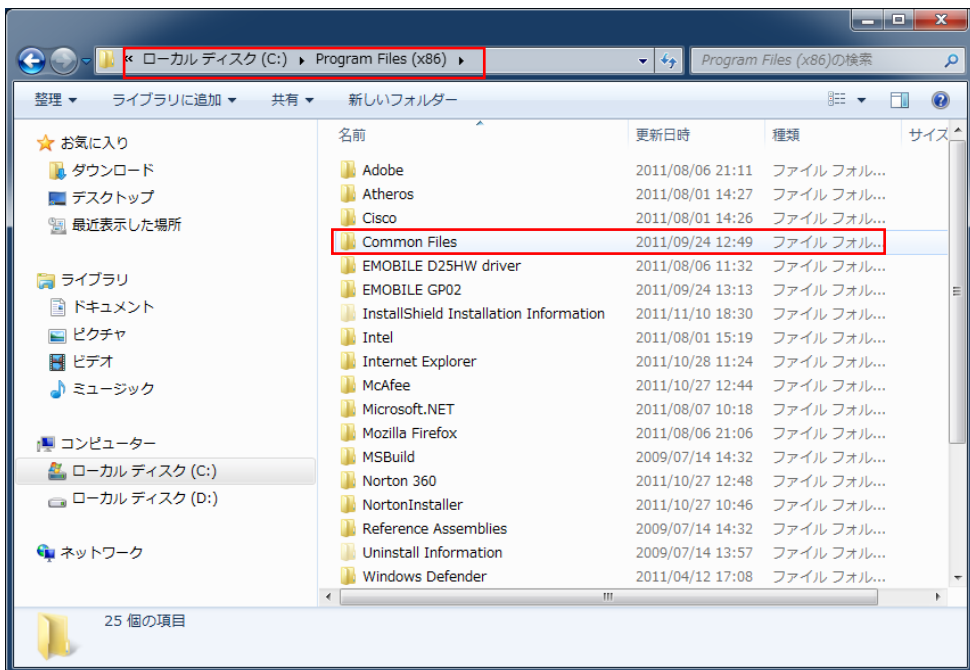 « ローカル ディスク (C:) ▸ Program Files (x86) ▸
Program Files (x86)の検索
整理 ライブラリに追加 共有 新しいフォルダー
お気に入り
ダウンロード
デスクトップ
最近表示した場所
ライブラリ
ドキュメント
ピクチャ
ビデオ
ミュージック
コンピューター
ローカル ディスク (C:)
ローカル ディスク (D:)
ネットワーク
名前 更新日時 種類 サイズ
Adobe 2011/08/06 21:11 ファイル フォル...
Atheros 2011/08/01 14:27 ファイル フォル...
Cisco 2011/08/01 14:26 ファイル フォル...
Common Files 2011/09/24 12:49 ファイル フォル...
EMOBILE D25HW driver 2011/08/06 11:32 ファイル フォル...
EMOBILE GP02 2011/09/24 13:13 ファイル フォル...
InstallShield Installation Information 2011/11/10 18:30 ファイル フォル...
Intel 2011/08/01 15:19 ファイル フォル...
Internet Explorer 2011/10/28 11:24 ファイル フォル...
McAfee 2011/10/27 12:44 ファイル フォル...
Microsoft.NET 2011/08/07 10:18 ファイル フォル...
Mozilla Firefox 2011/08/06 21:06 ファイル フォル...
MSBuild 2009/07/14 14:32 ファイル フォル...
Norton 360 2011/10/27 12:48 ファイル フォル...
NortonInstaller 2011/10/27 10:46 ファイル フォル...
Reference Assemblies 2009/07/14 14:32 ファイル フォル...
Uninstall Information 2009/07/14 13:57 ファイル フォル...
Windows Defender 2011/04/12 17:08 ファイル フォル...
25 個の項目